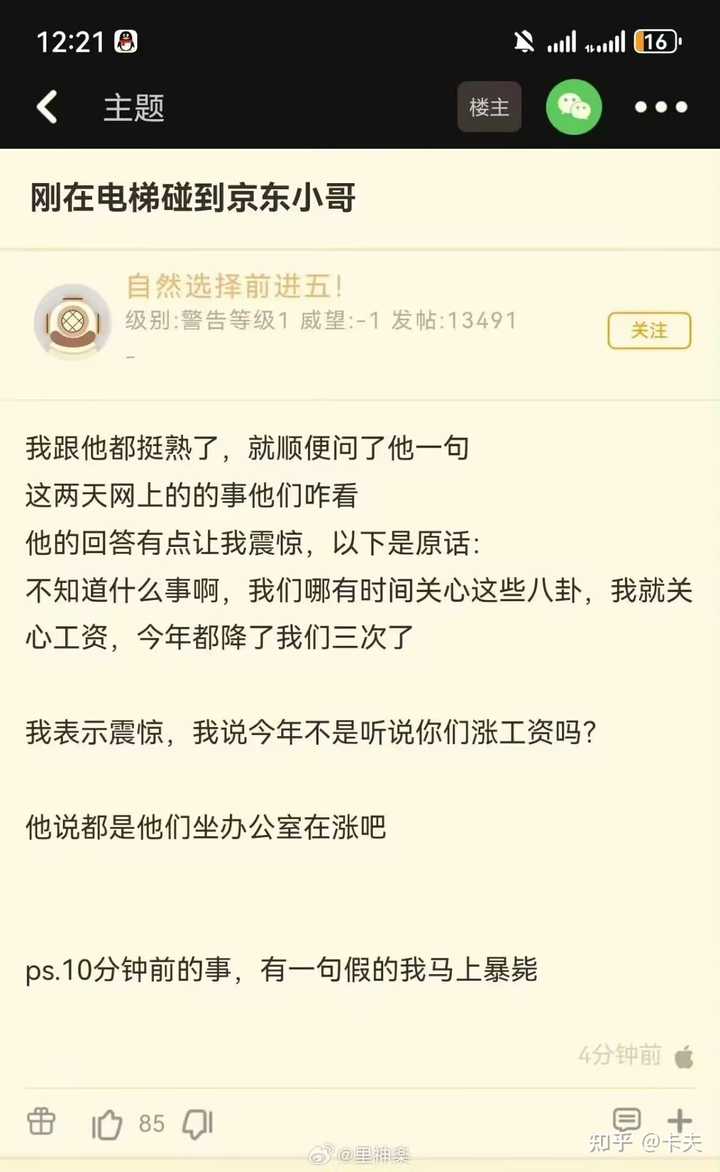 12:21
16
主题
楼主
刚在电梯碰到京东小哥
自然选择前进五!
级别:警告等级1 威望:-1 发帖:13491
关注
-
我跟他都挺熟了，就顺便问了他一句
这两天网上的的事他们咋看
他的回答有点让我震惊，以下是原话：
不知道什么事啊，我们哪有时间关心这些八卦，我就关
心工资，今年都降了我们三次了
我表示震惊，我说今年不是听说你们涨工资吗？
他说都是他们坐办公室在涨吧
ps.10分钟前的事，有一句假的我马上暴毙
4分钟前
85
知乎 @卡夫
@里神楽